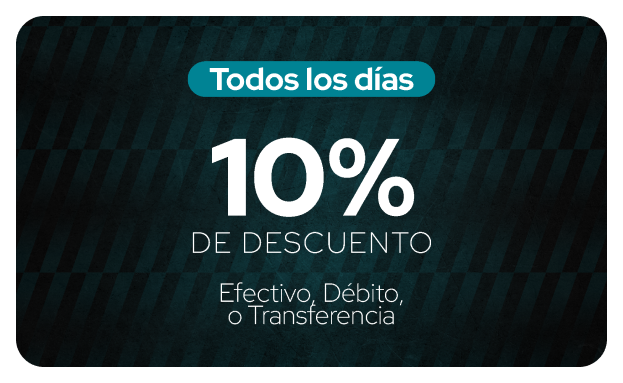 Todos los días
10%
DE DESCUENTO
Efectivo, Débito,
o Transferencia